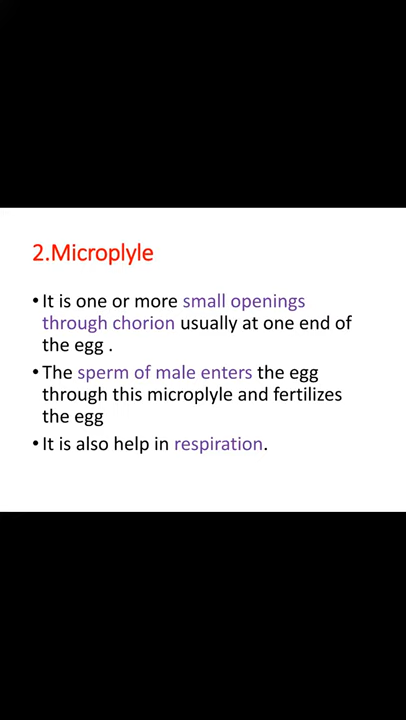 2.Microplyle
• It is one or more small openings
through chorion usually at one end of
the egg .
• The sperm of male enters the egg
through this microplyle and fertilizes
the egg
• It is also help in respiration.